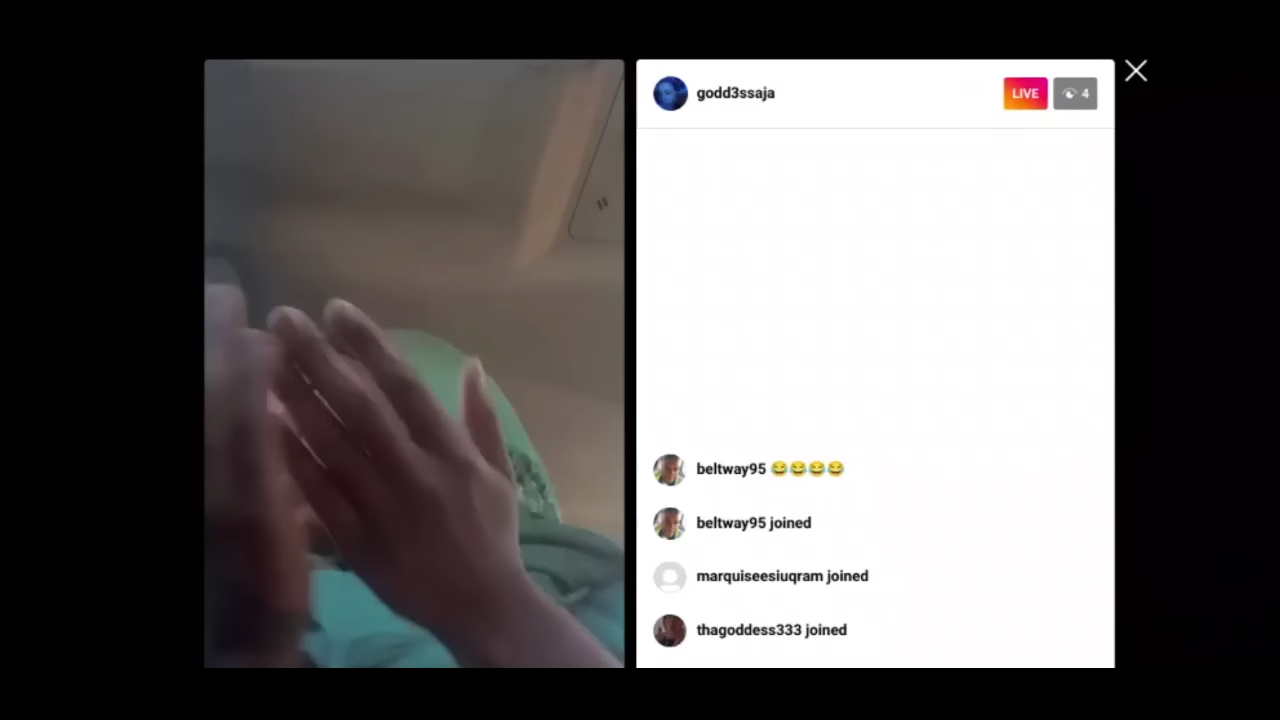 godd3ssaja
LIVE
4
beltway95 😂😂😂😂
beltway95 joined
marquiseesiuqram joined
thagoddess333 joined